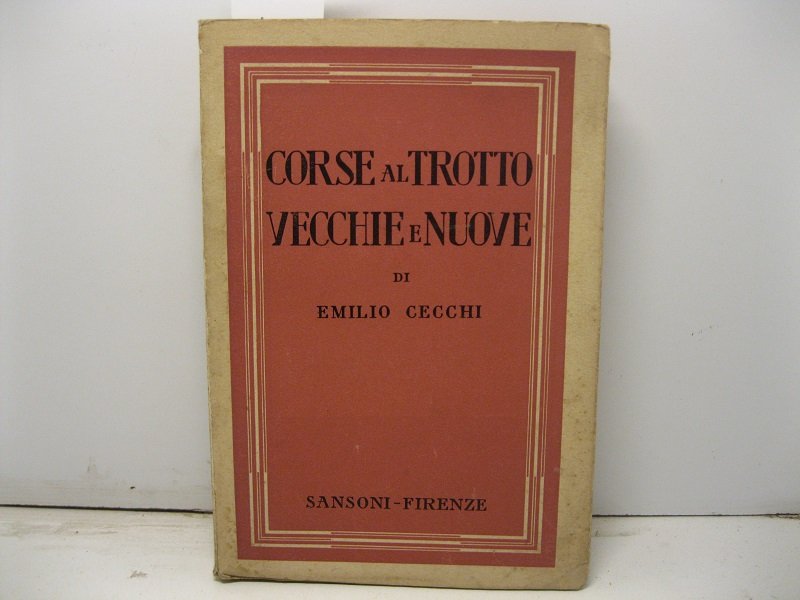 CORSE AL TROTTO
VECCHIE E NUOVE
DI
EMILIO CECCHI
SANSONI-FIRENZE